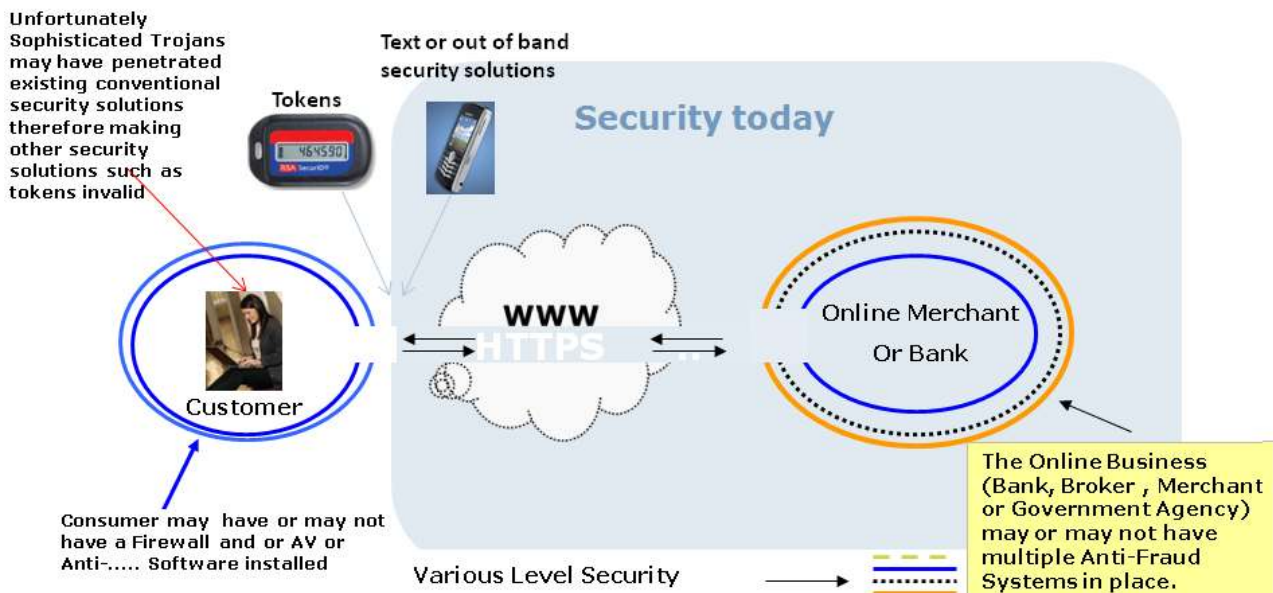 Unfortunately
Sophisticated Trojans
may have penetrated
existing conventional
security solutions
therefore making
other security
solutions such as
tokens invalid
Tokens
464590
RSA SecurID
Text or out of band
security solutions
Security today
WWW
HTTPS ..
Customer
Online Merchant
Or Bank
Consumer may have or may not
have a Firewall and or AV or
Anti-..... Software installed
The Online Business
(Bank, Broker , Merchant
or Government Agency)
may or may not have
multiple Anti-Fraud
Systems in place.
Various Level Security